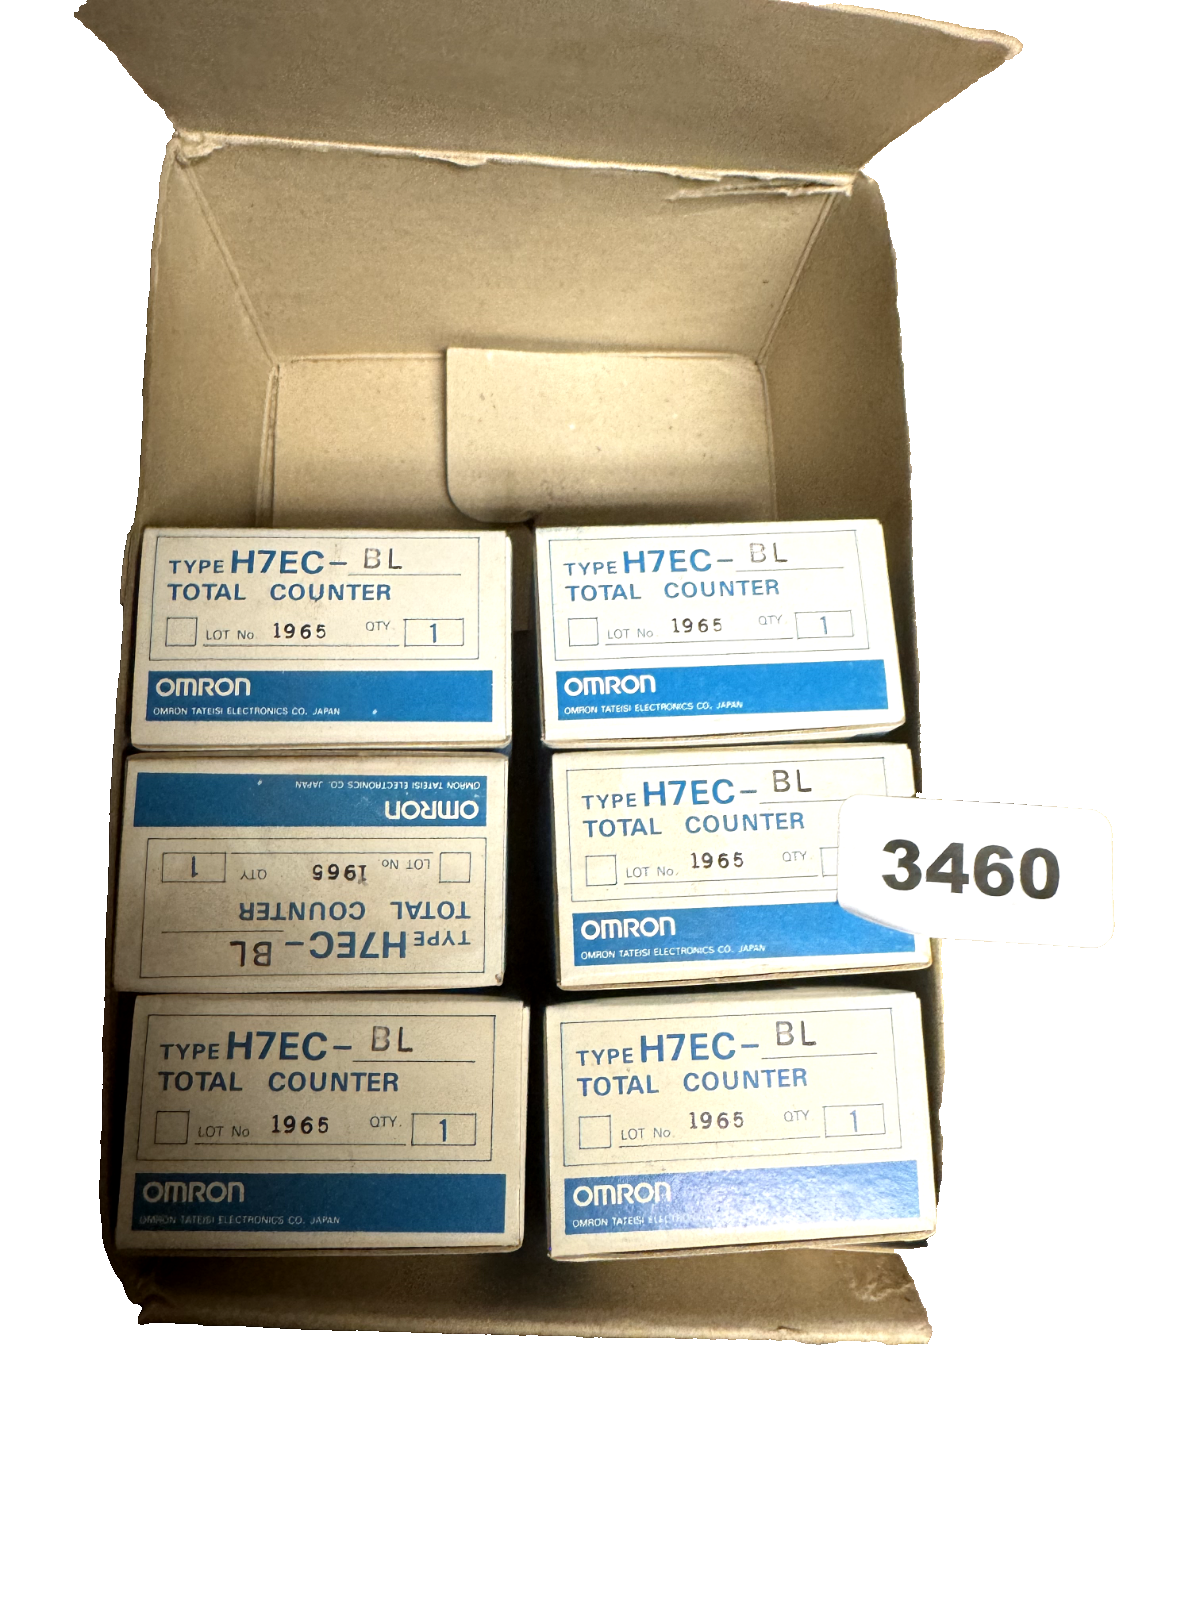 TYPE H7EC-BL
TOTAL COUNTER
LOT No 1965 QTY. 1
OMRON
OMRON TATEISI ELECTRONICS CO. JAPAN
TYPE H7EC-BL
TOTAL COUNTER
LOT No. 1965 QTY. 1
OMRON
OMRON TATEISI ELECTRONICS CO. JAPAN
TYPE H7EC-BL
TOTAL COUNTER
LOT No 1965 QTY 1
OMRON
OMRON TATEISI ELECTRONICS CO. JAPAN
TYPE H7EC-BL
TOTAL COUNTER
LOT No. 1965 QTY.
OMRON
OMRON TATEISI ELECTRONICS CO. JAPAN
3460
TYPE H7EC-BL
TOTAL COUNTER
LOT No 1965 QTY. 1
OMRON
OMRON TATEISI ELECTRONICS CO. JAPAN
TYPE H7EC-BL
TOTAL COUNTER
LOT No. 1965 QTY 1
OMRON
OMRON TATEISI